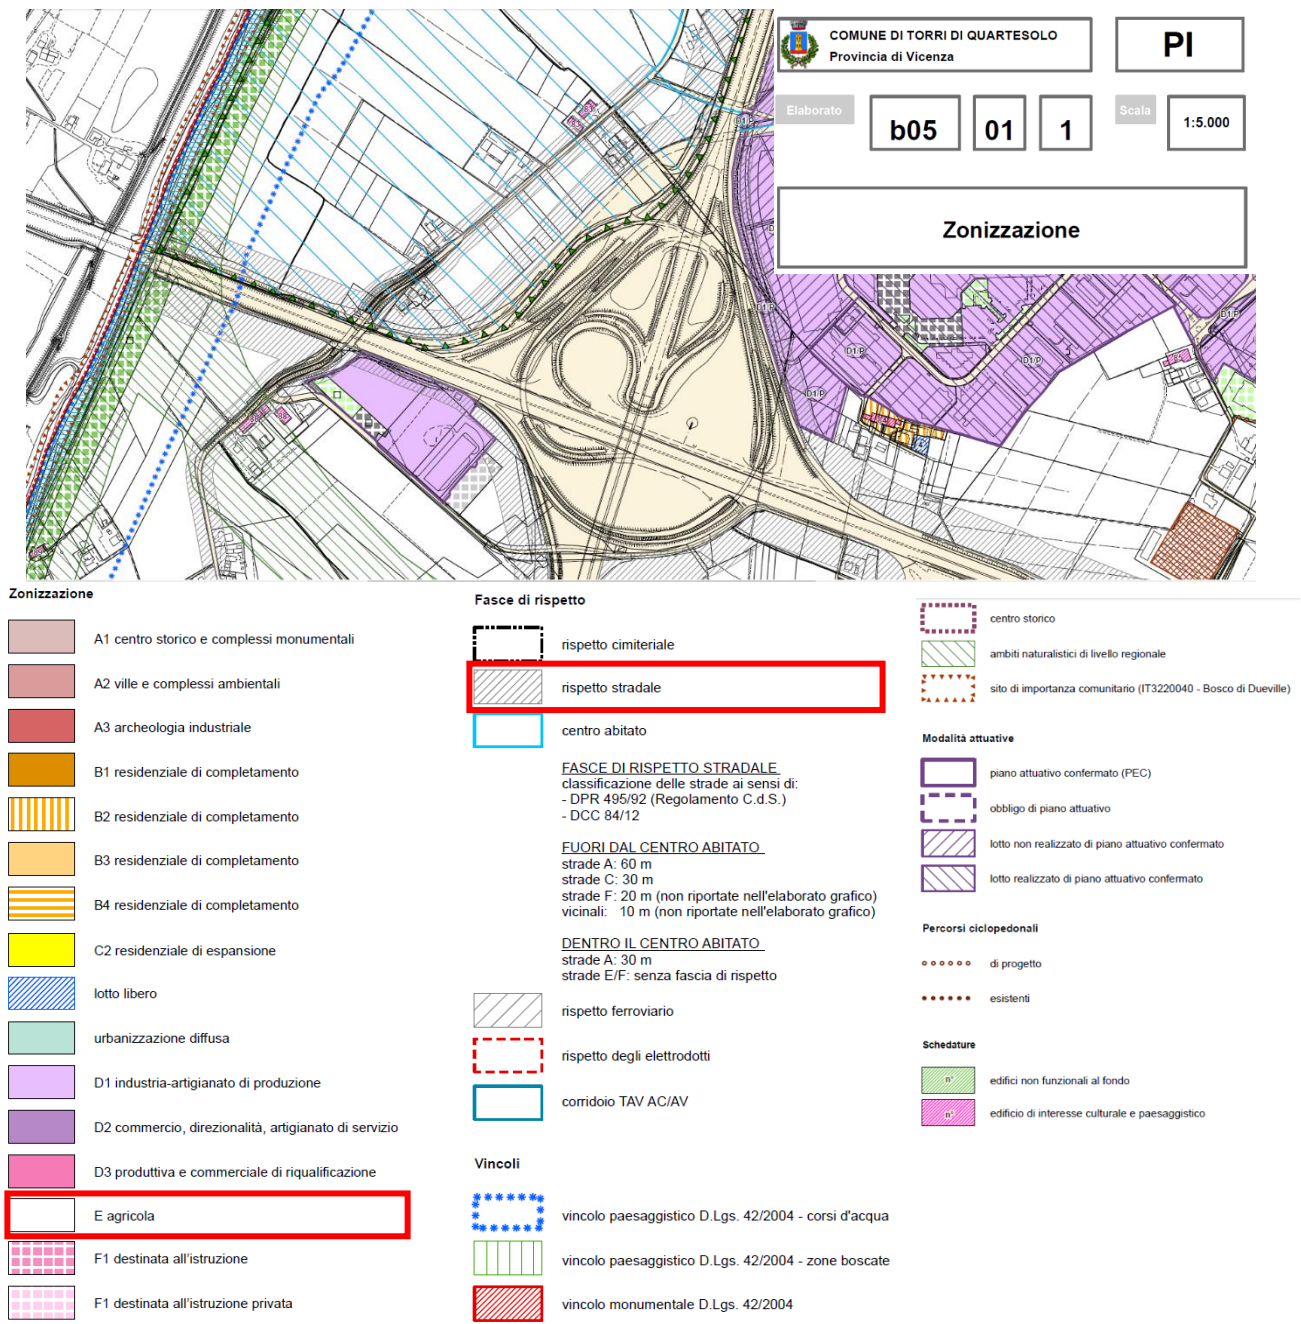 COMUNE DI TORRI DI QUARTESOLO
Provincia di Vicenza
PI
Elaborato
b05
01
1
Scala
1:5.000
Zonizzazione
D1/P
D1/P
D1/P
D1/P
D1/P
Zonizzazione
A1 centro storico e complessi monumentali
A2 ville e complessi ambientali
A3 archeologia industriale
B1 residenziale di completamento
B2 residenziale di completamento
B3 residenziale di completamento
B4 residenziale di completamento
C2 residenziale di espansione
lotto libero
urbanizzazione diffusa
D1 industria-artigianato di produzione
D2 commercio, direzionalità, artigianato di servizio
D3 produttiva e commerciale di riqualificazione
E agricola
F1 destinata all'istruzione
F1 destinata all'istruzione privata
Fasce di rispetto
rispetto cimiteriale
rispetto stradale
centro abitato
FASCE DI RISPETTO STRADALE
classificazione delle strade ai sensi di:
- DPR 495/92 (Regolamento C.d.S.)
- DCC 84/12
FUORI DAL CENTRO ABITATO
strade A: 60 m
strade C: 30 m
strade F: 20 m (non riportate nell'elaborato grafico)
vicinali: 10 m (non riportate nell'elaborato grafico)
DENTRO IL CENTRO ABITATO
strade A: 30 m
strade E/F: senza fascia di rispetto
rispetto ferroviario
rispetto degli elettrodotti
corridoio TAV AC/AV
Vincoli
vincolo paesaggistico D.Lgs. 42/2004 - corsi d'acqua
vincolo paesaggistico D.Lgs. 42/2004 - zone boscate
vincolo monumentale D.Lgs. 42/2004
centro storico
ambiti naturalistici di livello regionale
sito di importanza comunitario (IT3220040 - Bosco di Dueville)
Modalità attuative
piano attuativo confermato (PEC)
obbligo di piano attuativo
lotto non realizzato di piano attuativo confermato
lotto realizzato di piano attuativo confermato
Percorsi ciclopedonali
di progetto
esistenti
Schedature
n°
edifici non funzionali al fondo
n°
edificio di interesse culturale e paesaggistico